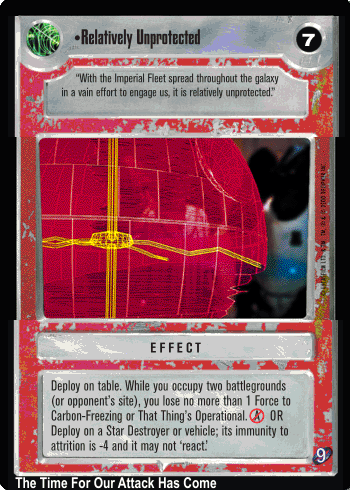 •Relatively Unprotected
7
“With the Imperial Fleet spread throughout the galaxy
in a vain effort to engage us, it is relatively unprotected.”
EFFECT
Deploy on table. While you occupy two battlegrounds
(or opponent's site), you lose no more than 1 Force to
Carbon-Freezing or That Thing's Operational. A OR
Deploy on a Star Destroyer or vehicle; its immunity to
attrition is -4 and it may not 'react.'
9
The Time For Our Attack Has Come